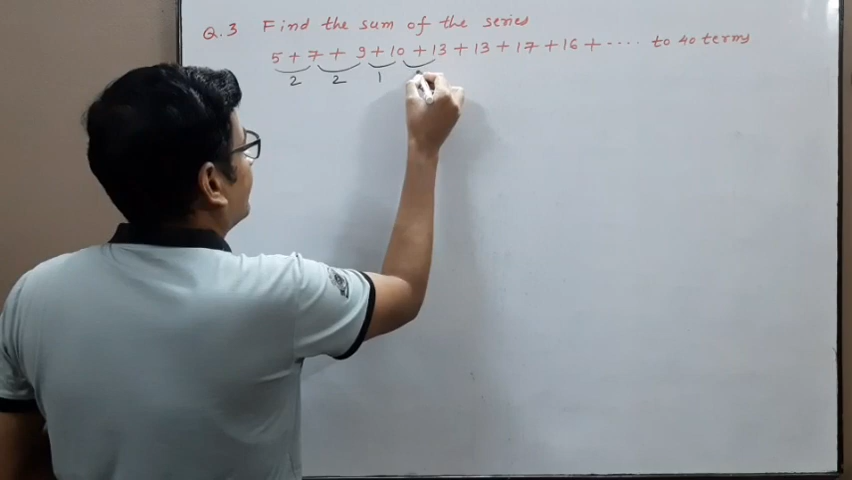 Q.3 Find the sum of the series
5 + 7 + 9 + 10 + 13 + 13 + 17 + 16 + .... to 40 terms
2 2 1